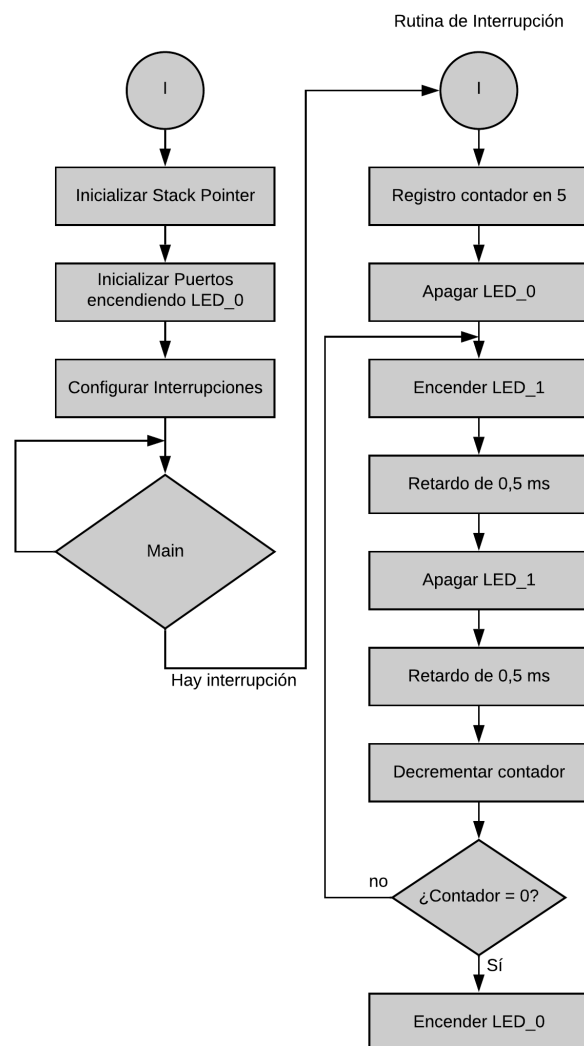 Rutina de Interrupción
I
Inicializar Stack Pointer
Inicializar Puertos
encendiendo LED_0
Configurar Interrupciones
Main
Hay interrupción
I
Registro contador en 5
Apagar LED_0
Encender LED_1
Retardo de 0,5 ms
Apagar LED_1
Retardo de 0,5 ms
Decrementar contador
no
¿Contador = 0?
Sí
Encender LED_0